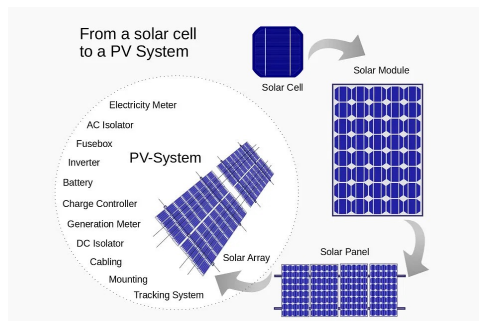 From a solar cell
to a PV System
Solar Cell
Solar Module
Electricity Meter
AC Isolator
Fusebox
PV-System
Inverter
Battery
Charge Controller
Generation Meter
DC Isolator
Solar Array
Solar Panel
Cabling
Mounting
Tracking System